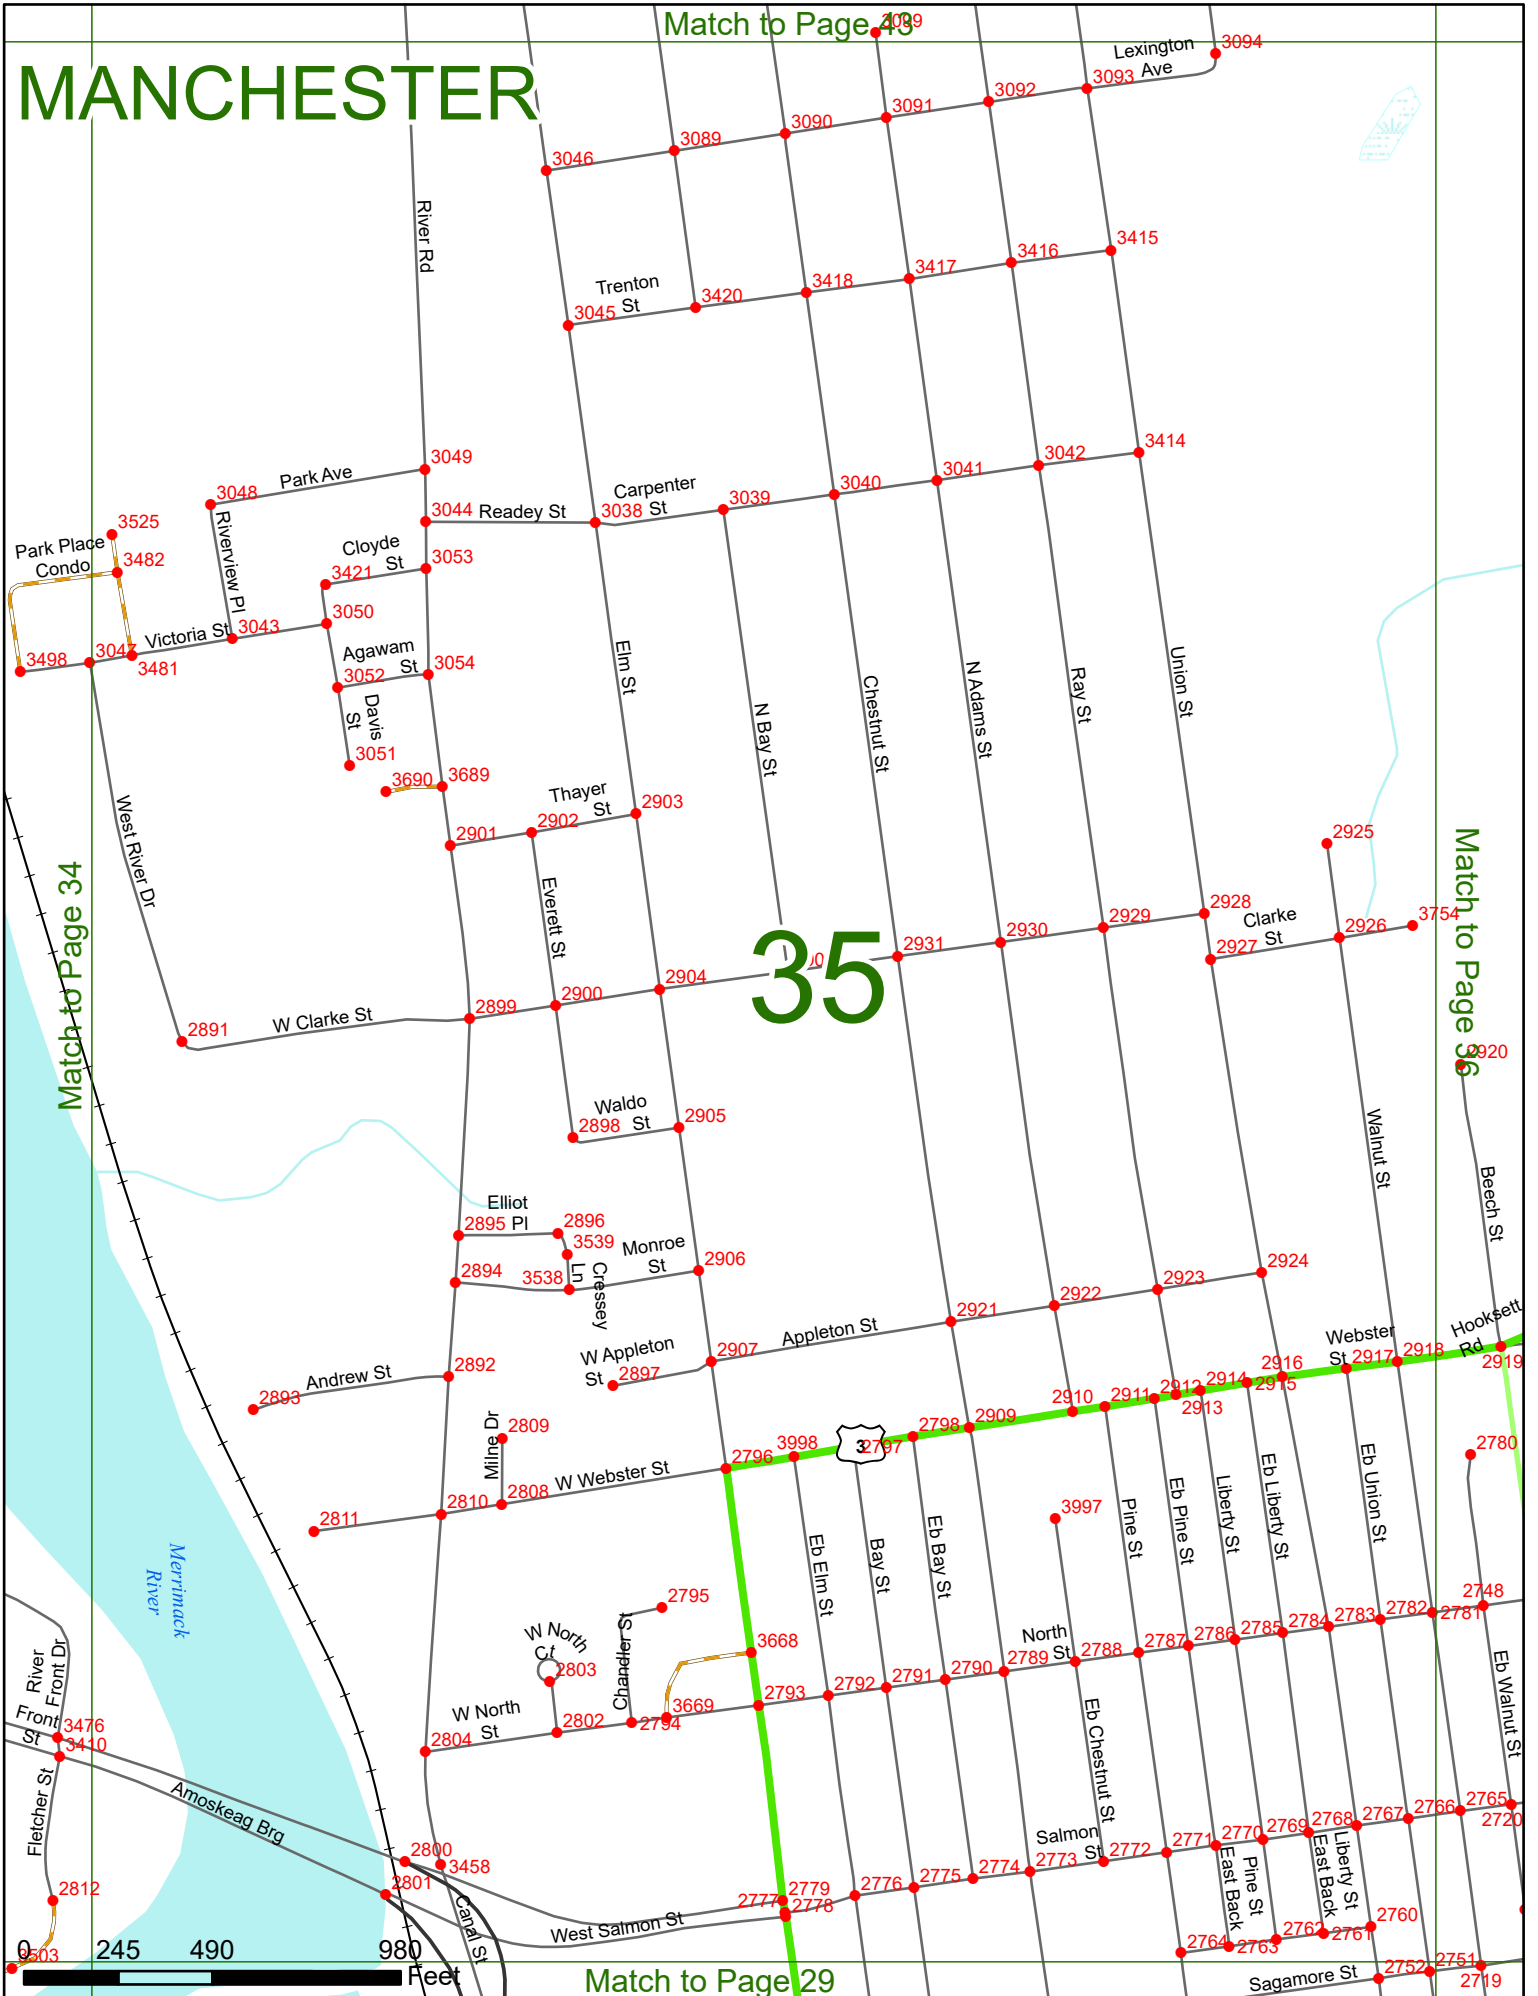 Match to Page 43
3099
MANCHESTER
Lexington
Ave
3094
3093
3092
3091
3090
3089
3046
River Rd
3415
3416
3417
3418
Trenton
St
3420
3045
3414
3042
3041
3040
3049
Park Ave
3048
Carpenter
St
3039
3044
Readey St
3038
3525
Park Place
Condo
3482
Riverview Pl
Cloyde
St
3053
3421
3050
Victoria St
3043
3047
3481
3498
Agawam
St
3054
3052
Davis
St
3051
Elm St
N Bay St
Chestnut St
N Adams St
Ray St
Union St
3690
3689
Thayer
St
2903
2902
2901
West River Dr
Everett St
Match to Page 34
Match to Page 36
2925
2928
Clarke
St
2926
3754
2927
2929
2930
2931
35
2904
2900
2899
W Clarke St
2891
2920
Waldo
St
2905
2898
Walnut St
Beech St
Elliot
Pl
2895
2896
3539
Monroe
St
2906
Cressey
Ln
2894
3538
2924
2923
2922
2921
Appleton St
2907
W Appleton
St
2897
Hooksett
Rd
Webster
St
2917
2918
2919
2916
2915
2914
2912
2913
2911
2910
2909
2798
2797
3
3998
2796
Andrew St
2892
2893
Milne Dr
2809
W Webster St
2808
2810
2811
2780
3997
Eb Elm St
Bay St
Eb Bay St
Pine St
Eb Pine St
Liberty St
Eb Liberty St
Eb Union St
Merrimack
River
2795
Chandler St
W North
Ct
2803
3668
North
St
2748
2781
2782
2783
2784
2785
2786
2787
2788
2789
2790
2791
2792
2793
3669
2794
2802
W North
St
2804
River
Front Dr
Front
St
3476
3410
Fletcher St
Amoskeag Brg
Eb Chestnut St
Eb Walnut St
2765
2720
2766
2767
2768
2769
2770
2771
2772
Salmon
St
2773
2774
2775
2776
2779
2777
2778
West Salmon St
2800
3458
2801
Canal St
2812
3503
East Back
Pine St
East Back
Liberty St
2760
2761
2762
2763
2764
2751
2752
2719
Sagamore St
0 245 490 980
Feet
Match to Page 29